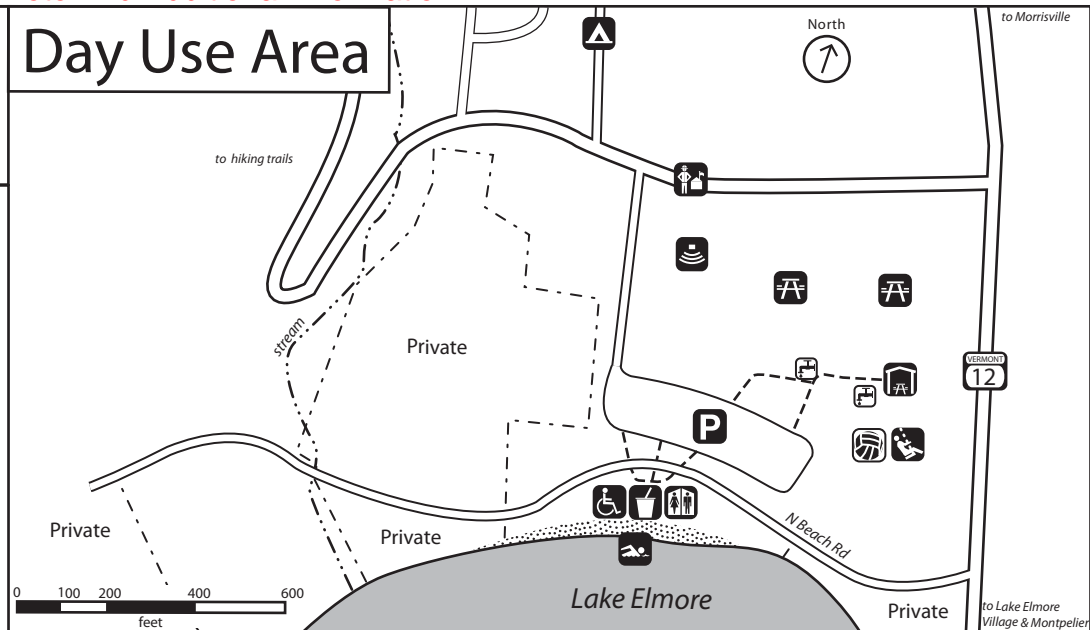 Day Use Area
North
to Morrisville
to hiking trails
stream
Private
VERMONT
12
P
N Beach Rd
Private
Private
Lake Elmore
Private
to Lake Elmore
Village & Montpelier
0 100 200 400 600
feet